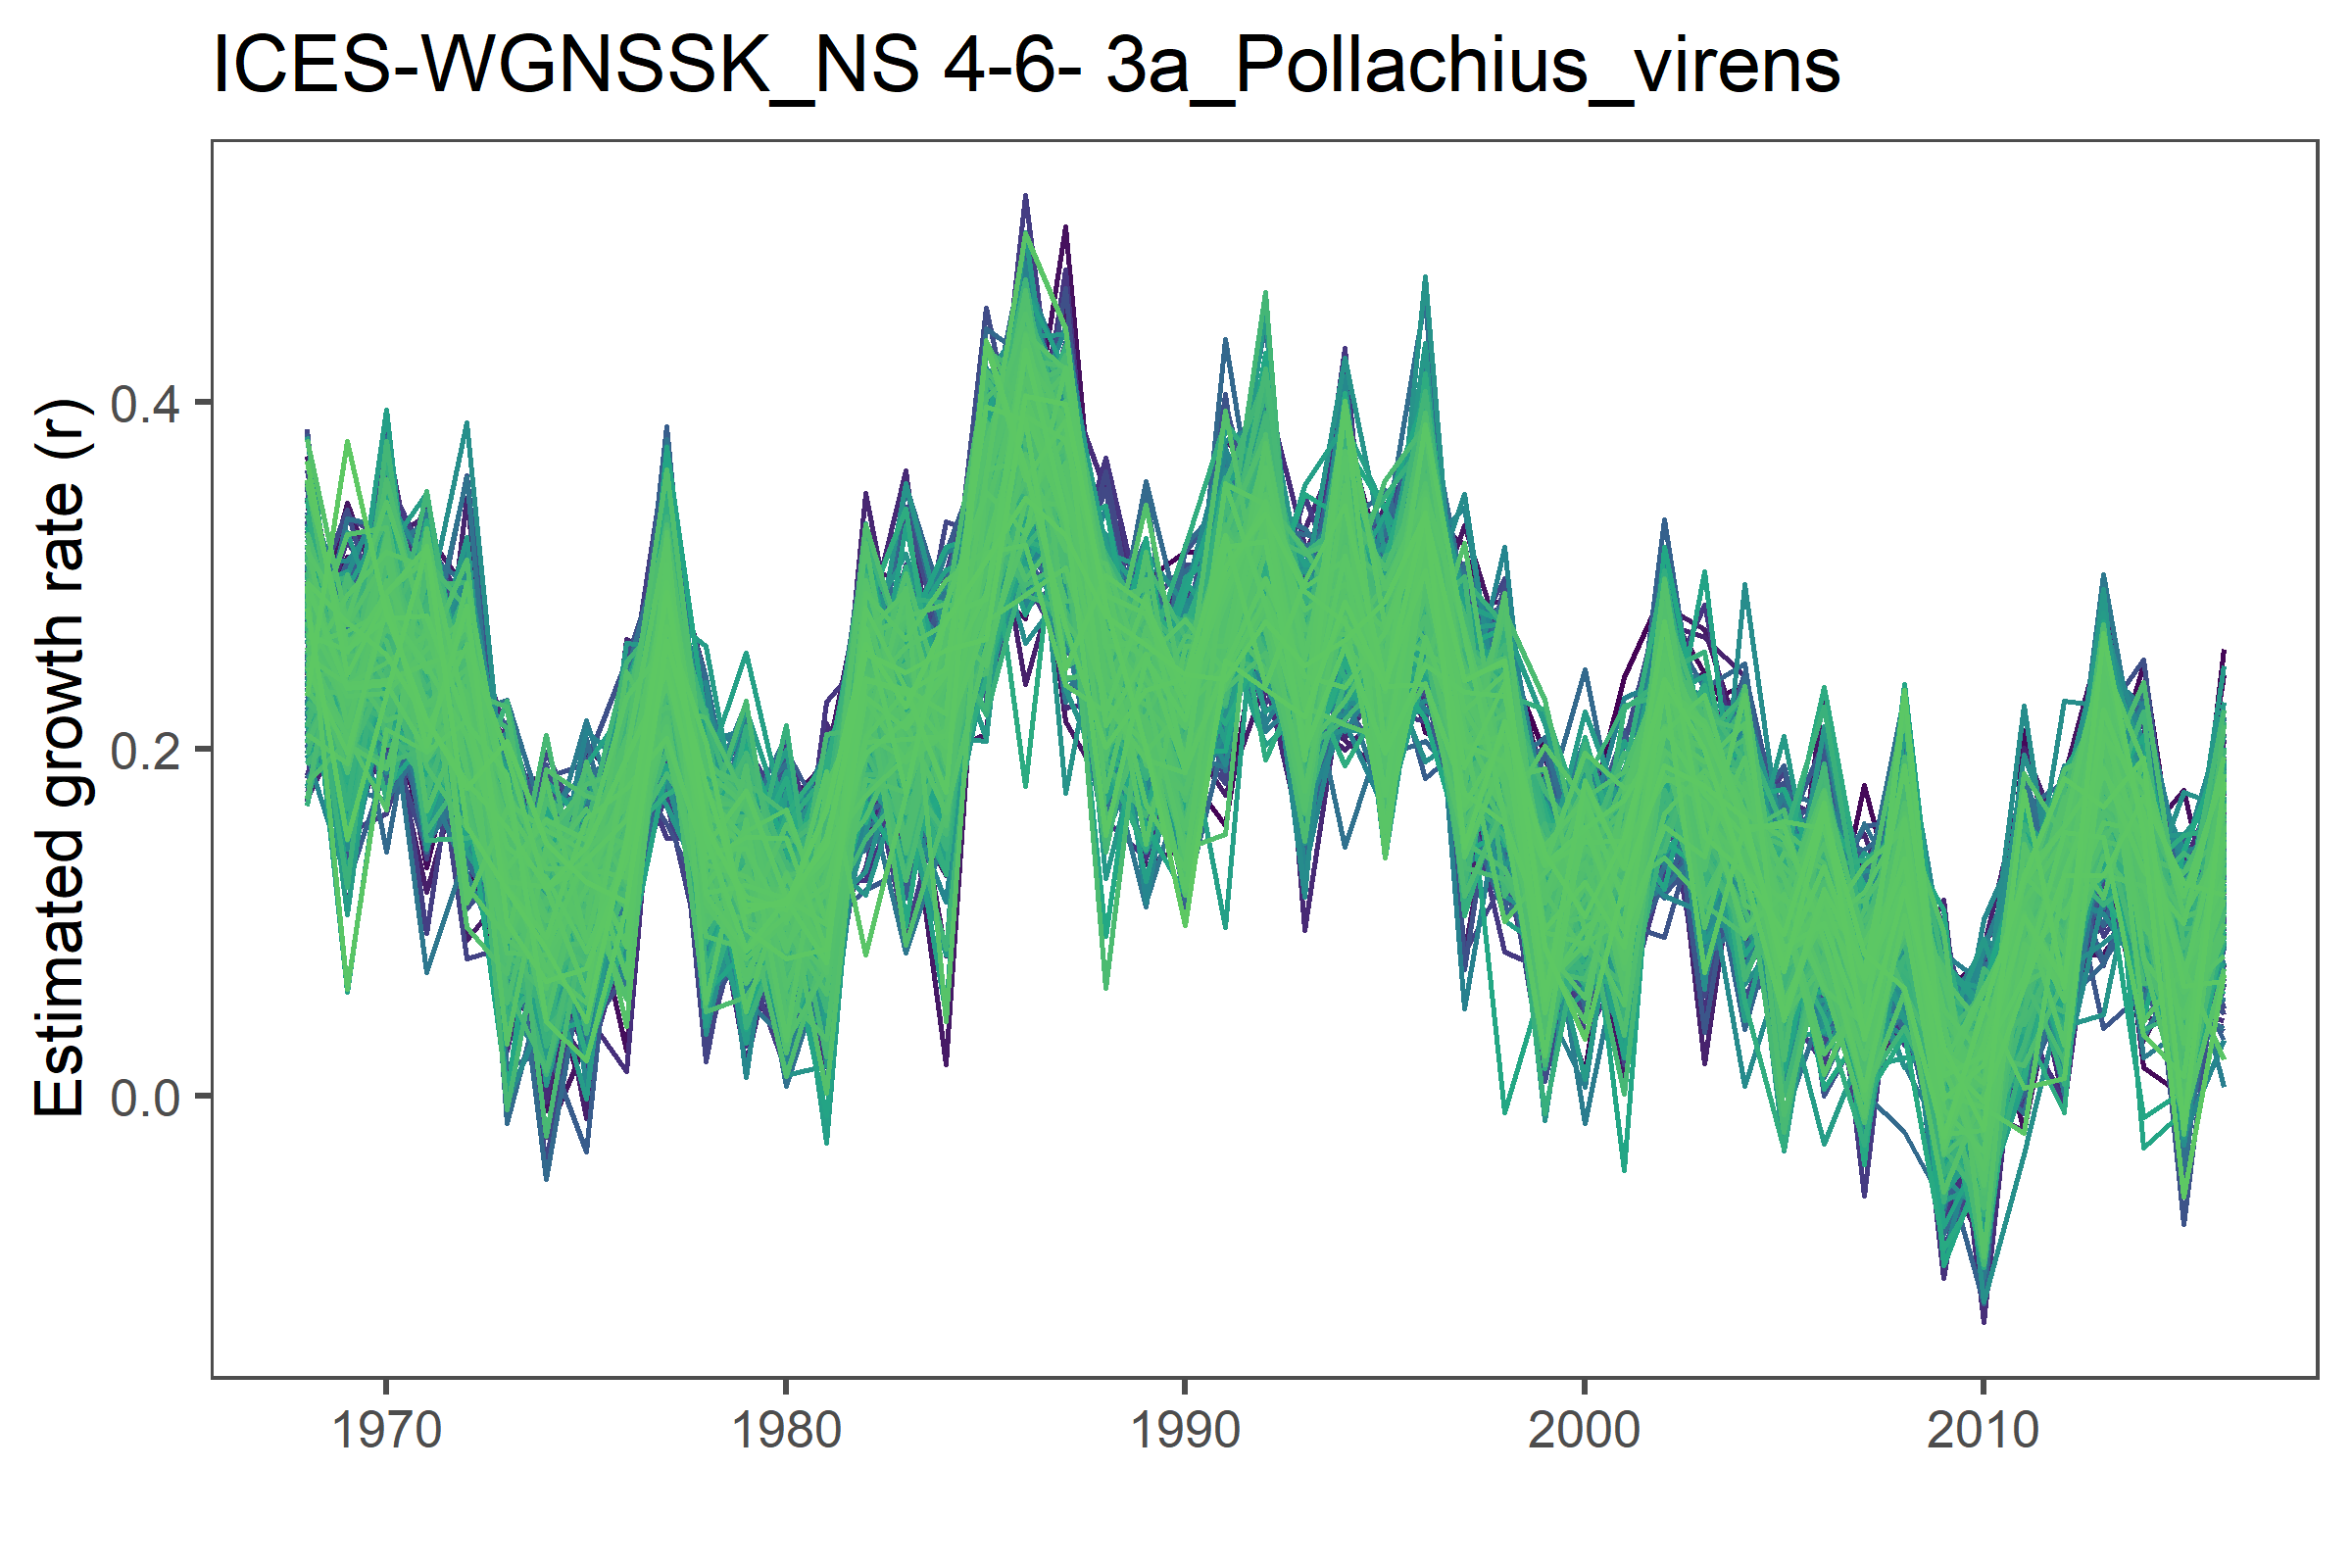 ICES-WGNSSK_NS 4-6- 3a_Pollachius_virens
Estimated growth rate (r)
0.4
0.2
0.0
1970 1980 1990 2000 2010